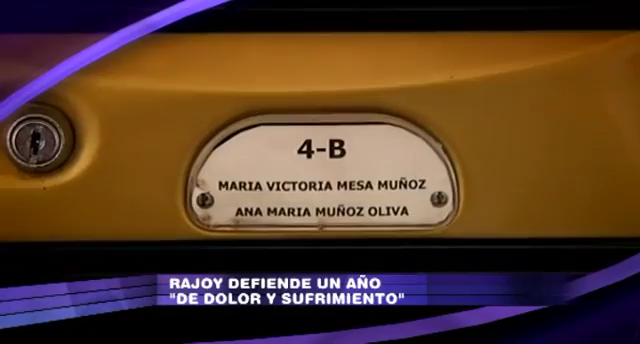 4-B
MARIA VICTORIA MESA MUÑOZ
ANA MARIA MUÑOZ OLIVA
RAJOY DEFIENDE UN AÑO
"DE DOLOR Y SUFRIMIENTO"